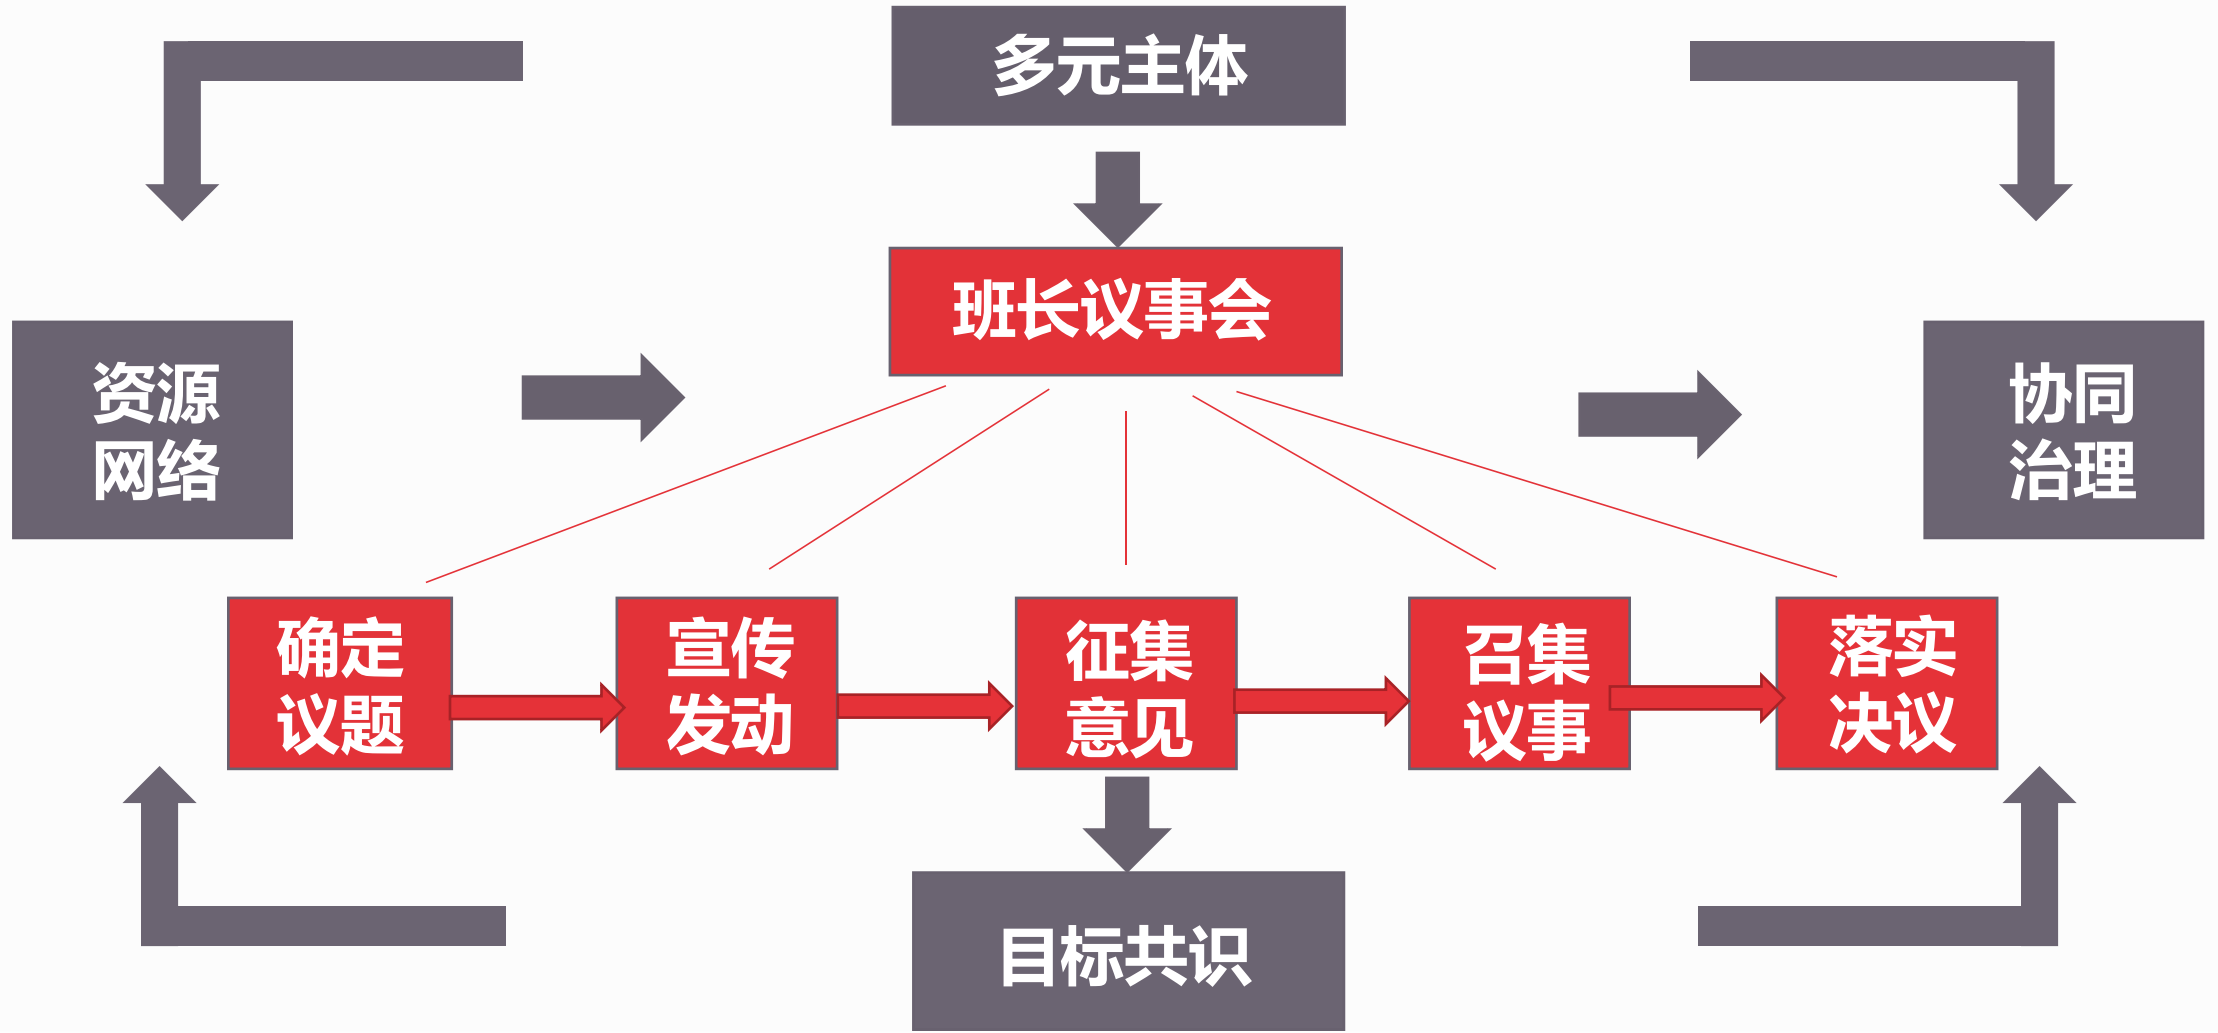 多元主体
班长议事会
资源
网络
协同
治理
确定
议题
宣传
发动
征集
意见
召集
议事
落实
决议
目标共识